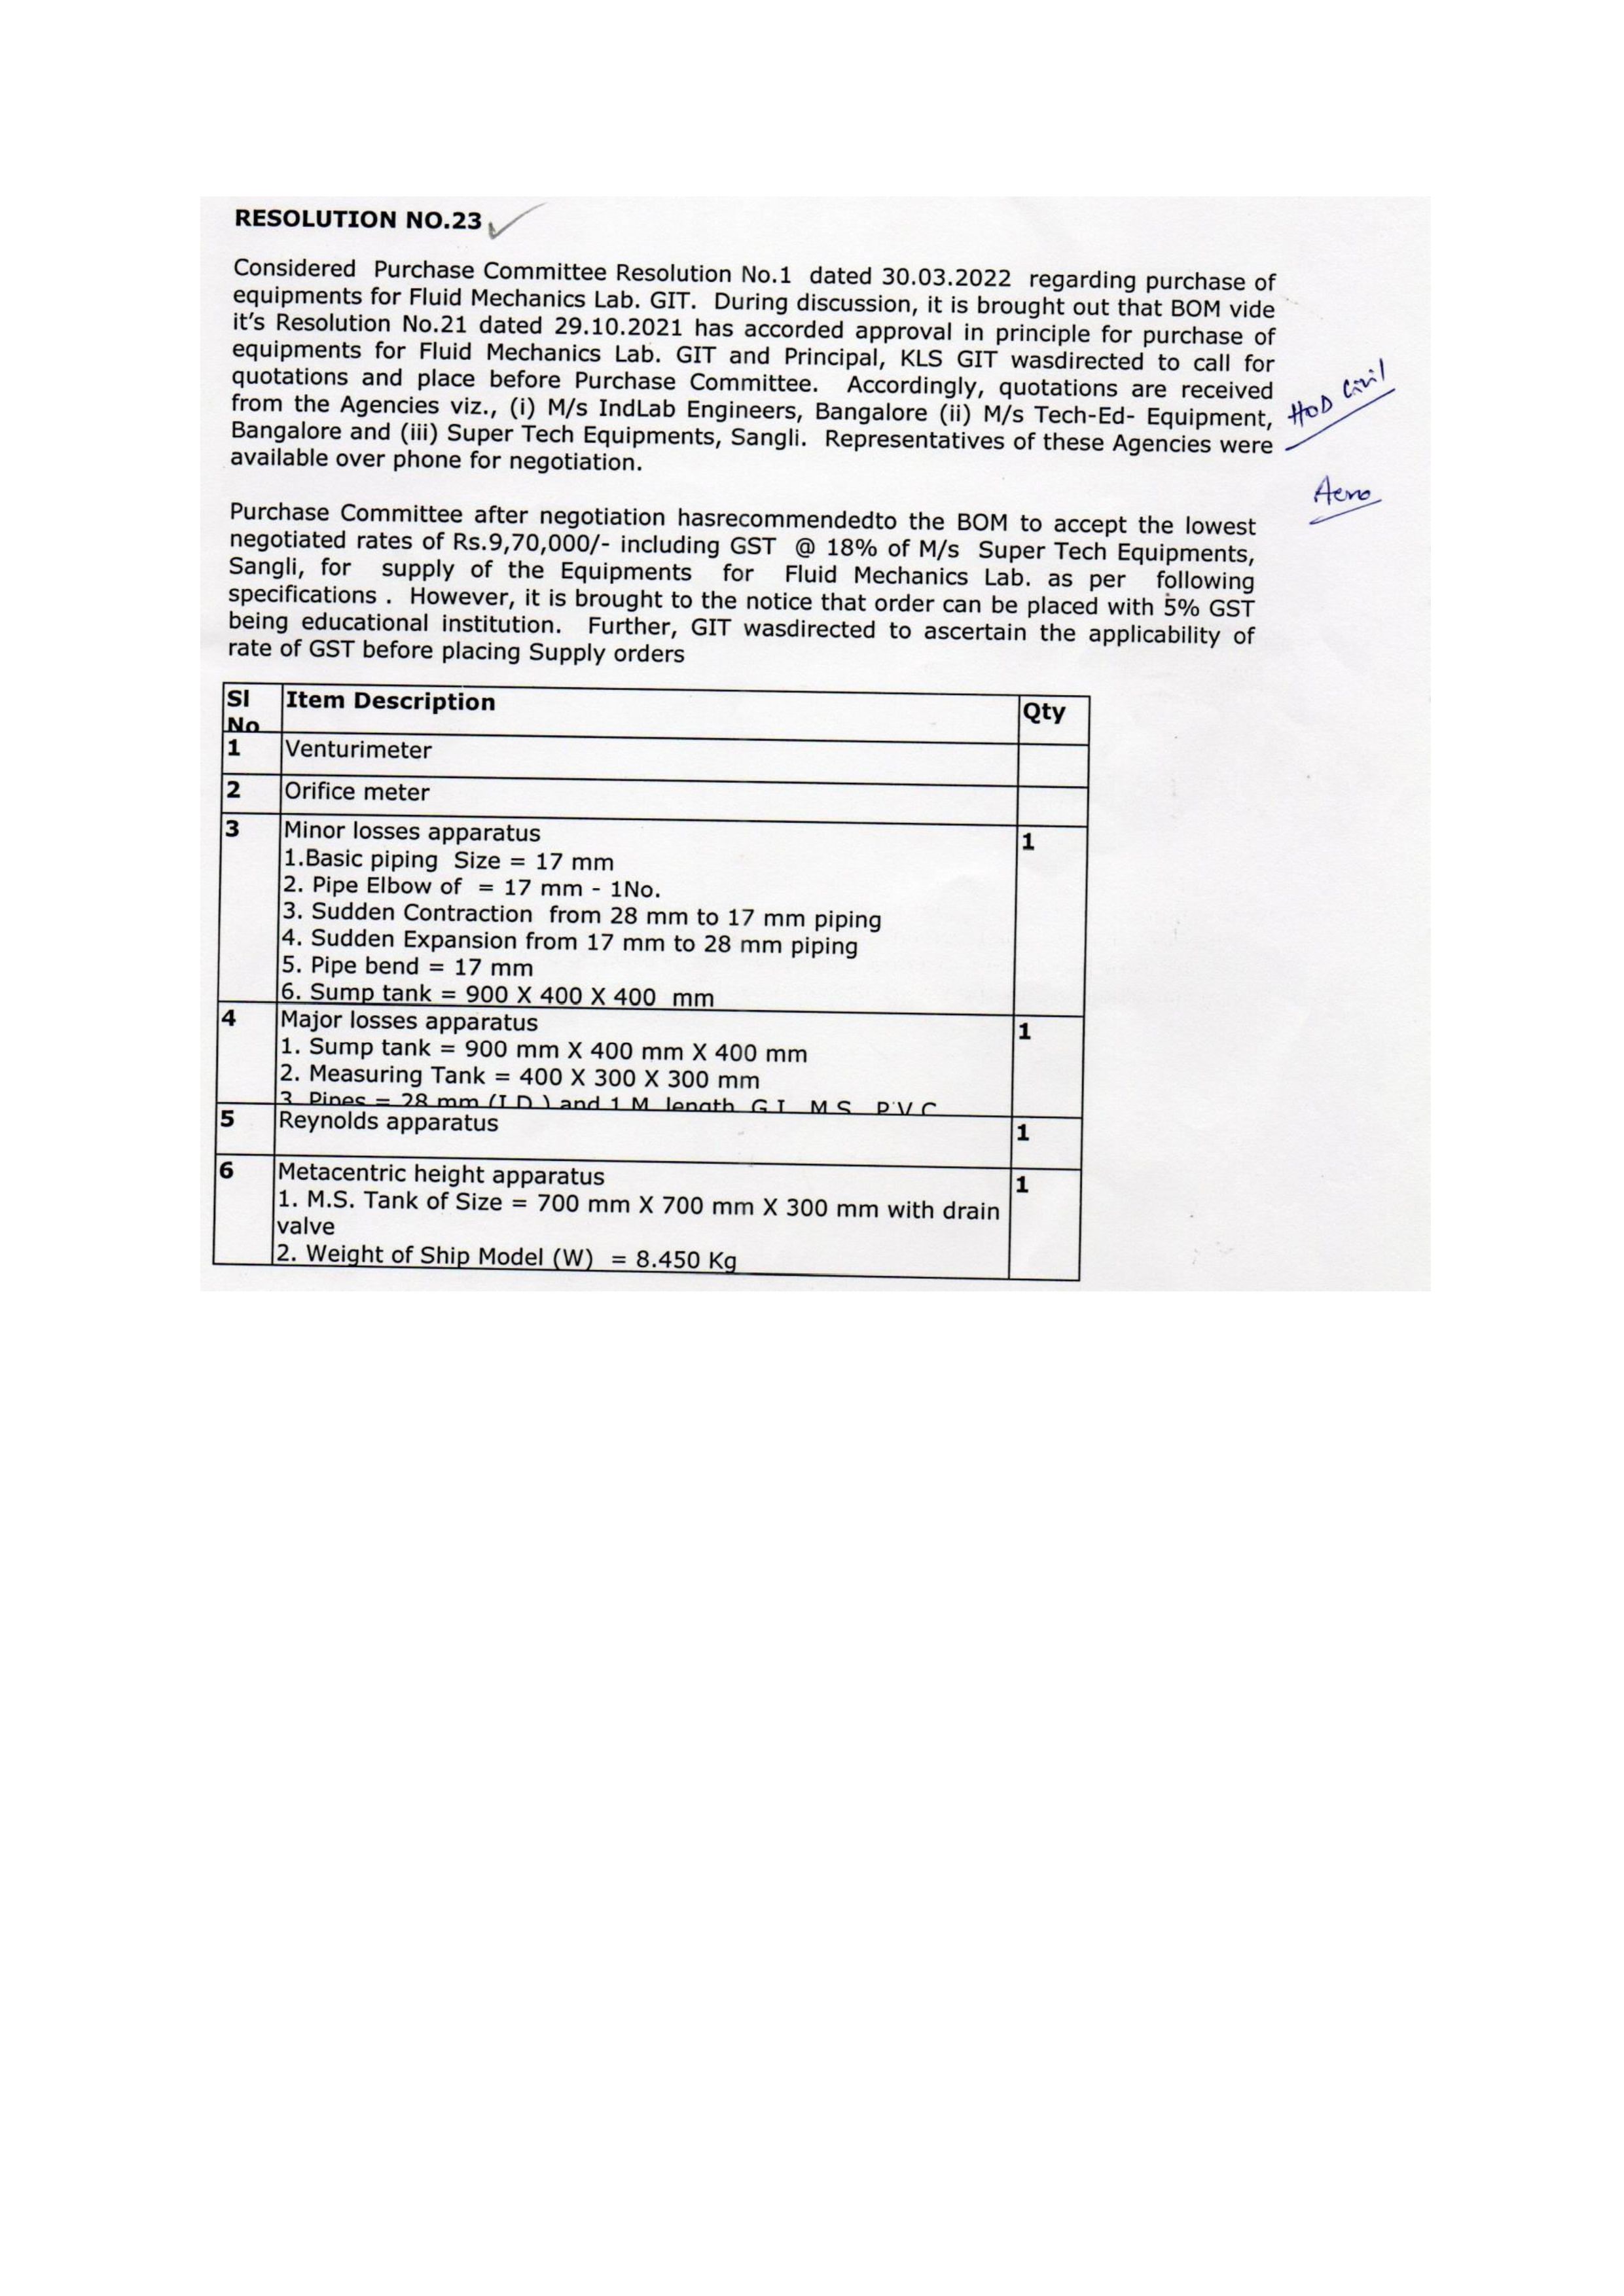 RESOLUTION NO.23
Considered Purchase Committee Resolution No.1 dated 30.03.2022 regarding purchase of
equipments for Fluid Mechanics Lab. GIT. During discussion, it is brought out that BOM vide
it's Resolution No.21 dated 29.10.2021 has accorded approval in principle for purchase of
equipments for Fluid Mechanics Lab. GIT and Principal, KLS GIT wasdirected to call for
quotations and place before Purchase Committee. Accordingly, quotations are received
from the Agencies viz., (i) M/s IndLab Engineers, Bangalore (ii) M/s Tech-Ed- Equipment,
Bangalore and (iii) Super Tech Equipments, Sangli. Representatives of these Agencies were
available over phone for negotiation.
HOD Civil
Aero
Purchase Committee after negotiation hasrecommendedto the BOM to accept the lowest
negotiated rates of Rs.9,70,000/- including GST @ 18% of M/s Super Tech Equipments,
Sangli, for supply of the Equipments for Fluid Mechanics Lab. as per following
specifications . However, it is brought to the notice that order can be placed with 5% GST
being educational institution. Further, GIT wasdirected to ascertain the applicability of
rate of GST before placing Supply orders
Sl No Item Description Qty
1 Venturimeter
2 Orifice meter
3 Minor losses apparatus 1
1.Basic piping Size = 17 mm
2. Pipe Elbow of = 17 mm - 1No.
3. Sudden Contraction from 28 mm to 17 mm piping
4. Sudden Expansion from 17 mm to 28 mm piping
5. Pipe bend = 17 mm
6. Sump tank = 900 X 400 X 400 mm
4 Major losses apparatus 1
1. Sump tank = 900 mm X 400 mm X 400 mm
2. Measuring Tank = 400 X 300 X 300 mm
3. Pipes = 28 mm (I.D.) and 1 M. length G.I., M.S., P.V.C
5 Reynolds apparatus 1
6 Metacentric height apparatus 1
1. M.S. Tank of Size = 700 mm X 700 mm X 300 mm with drain
valve
2. Weight of Ship Model (W) = 8.450 Kg